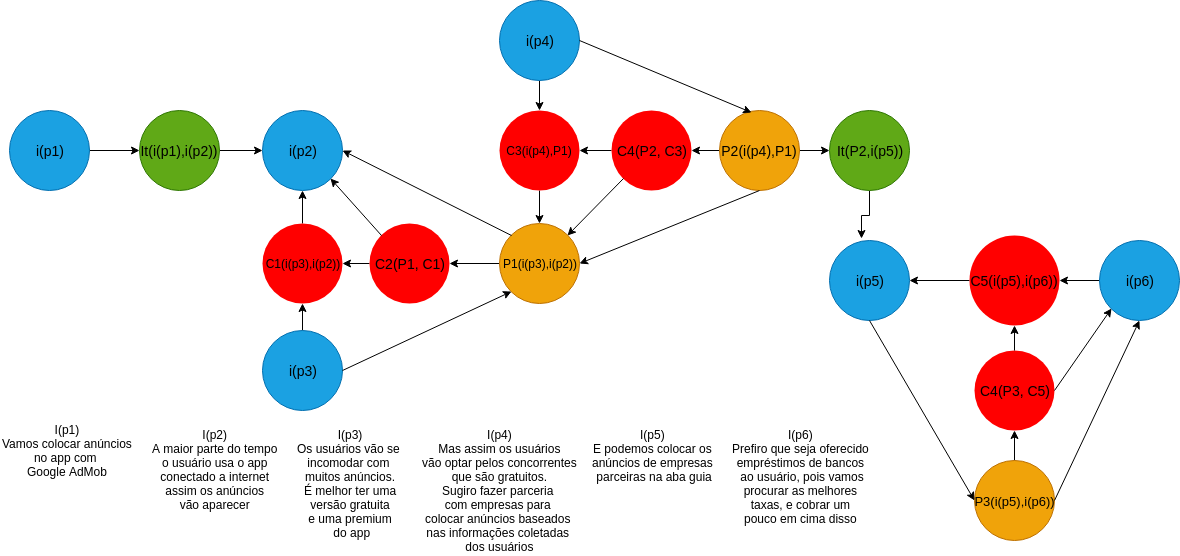 i(p4)
i(p1)
It(i(p1),i(p2))
i(p2)
C3(i(p4),P1)
C4(P2, C3)
P2(i(p4),P1)
It(P2,i(p5))
C1(i(p3),i(p2))
C2(P1, C1)
P1(i(p3),i(p2))
i(p5)
C5(i(p5),i(p6))
i(p6)
i(p3)
C4(P3, C5)
P3(i(p5),i(p6))
I(p1)
Vamos colocar anúncios
no app com
Google AdMob
I(p2)
A maior parte do tempo
o usuário usa o app
conectado a internet
assim os anúncios
vão aparecer
I(p3)
Os usuários vão se
incomodar com
muitos anúncios.
É melhor ter uma
versão gratuita
e uma premium
do app
I(p4)
Mas assim os usuários
vão optar pelos concorrentes
que são gratuitos.
Sugiro fazer parceria
com empresas para
colocar anúncios baseados
nas informações coletadas
dos usuários
I(p5)
E podemos colocar os
anúncios de empresas
parceiras na aba guia
I(p6)
Prefiro que seja oferecido
empréstimos de bancos
ao usuário, pois vamos
procurar as melhores
taxas, e cobrar um
pouco em cima disso